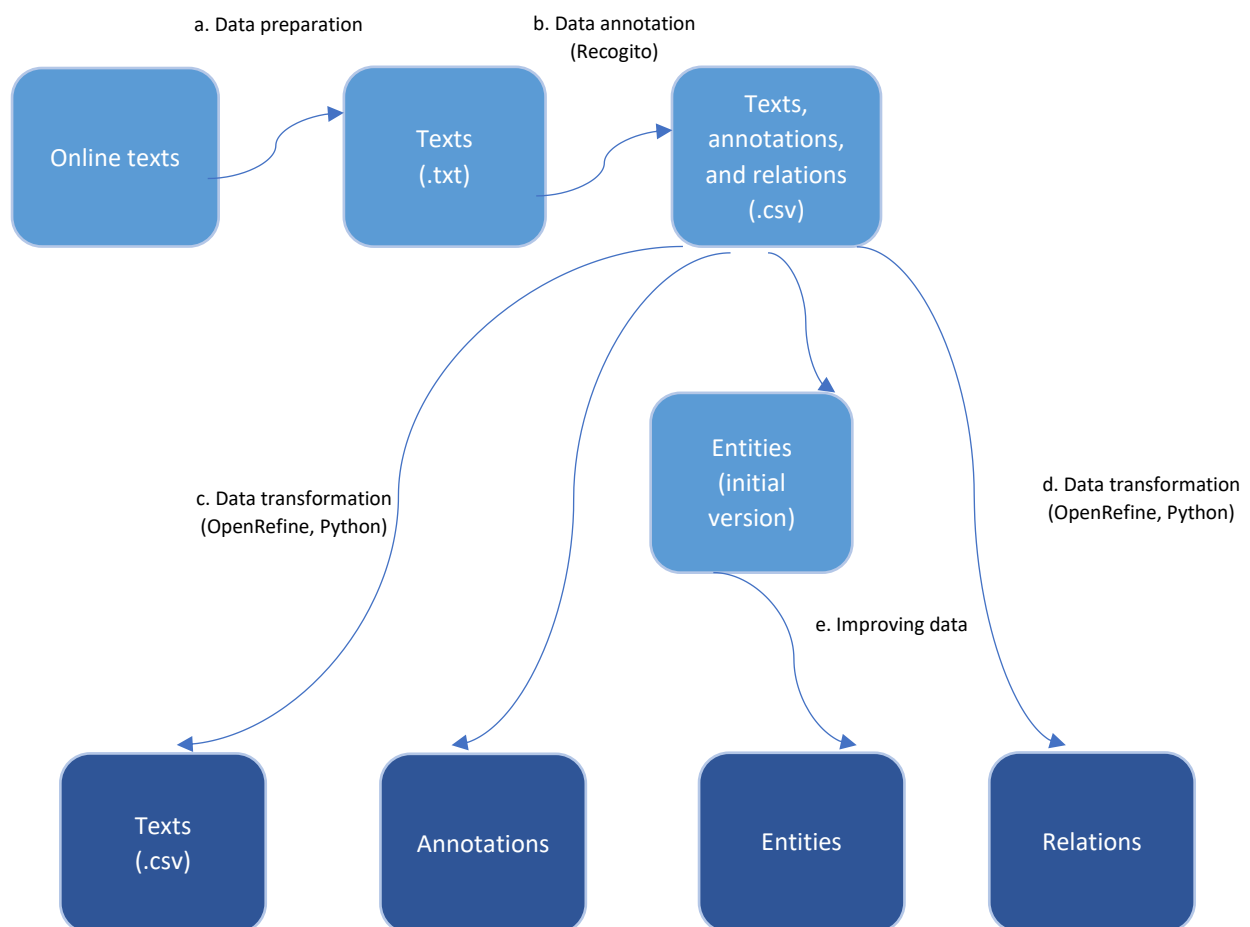 a. Data preparation
b. Data annotation
(Recogito)
Online texts
Texts
(.txt)
Texts,
annotations,
and relations
(.csv)
Entities
(initial
version)
c. Data transformation
(OpenRefine, Python)
d. Data transformation
(OpenRefine, Python)
e. Improving data
Texts
(.csv)
Annotations
Entities
Relations